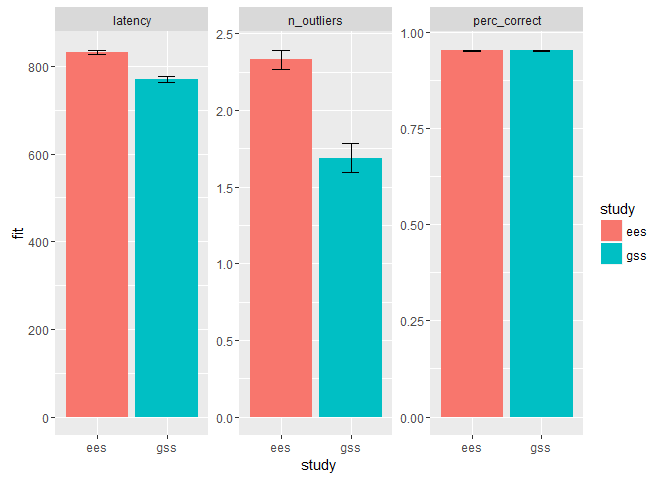 latency
n_outliers
perc_correct
fit
800
600
400
200
0
2.5
2.0
1.5
1.0
0.5
0.0
1.00
0.75
0.50
0.25
0.00
ees gss
ees gss
ees gss
study
study
ees
gss